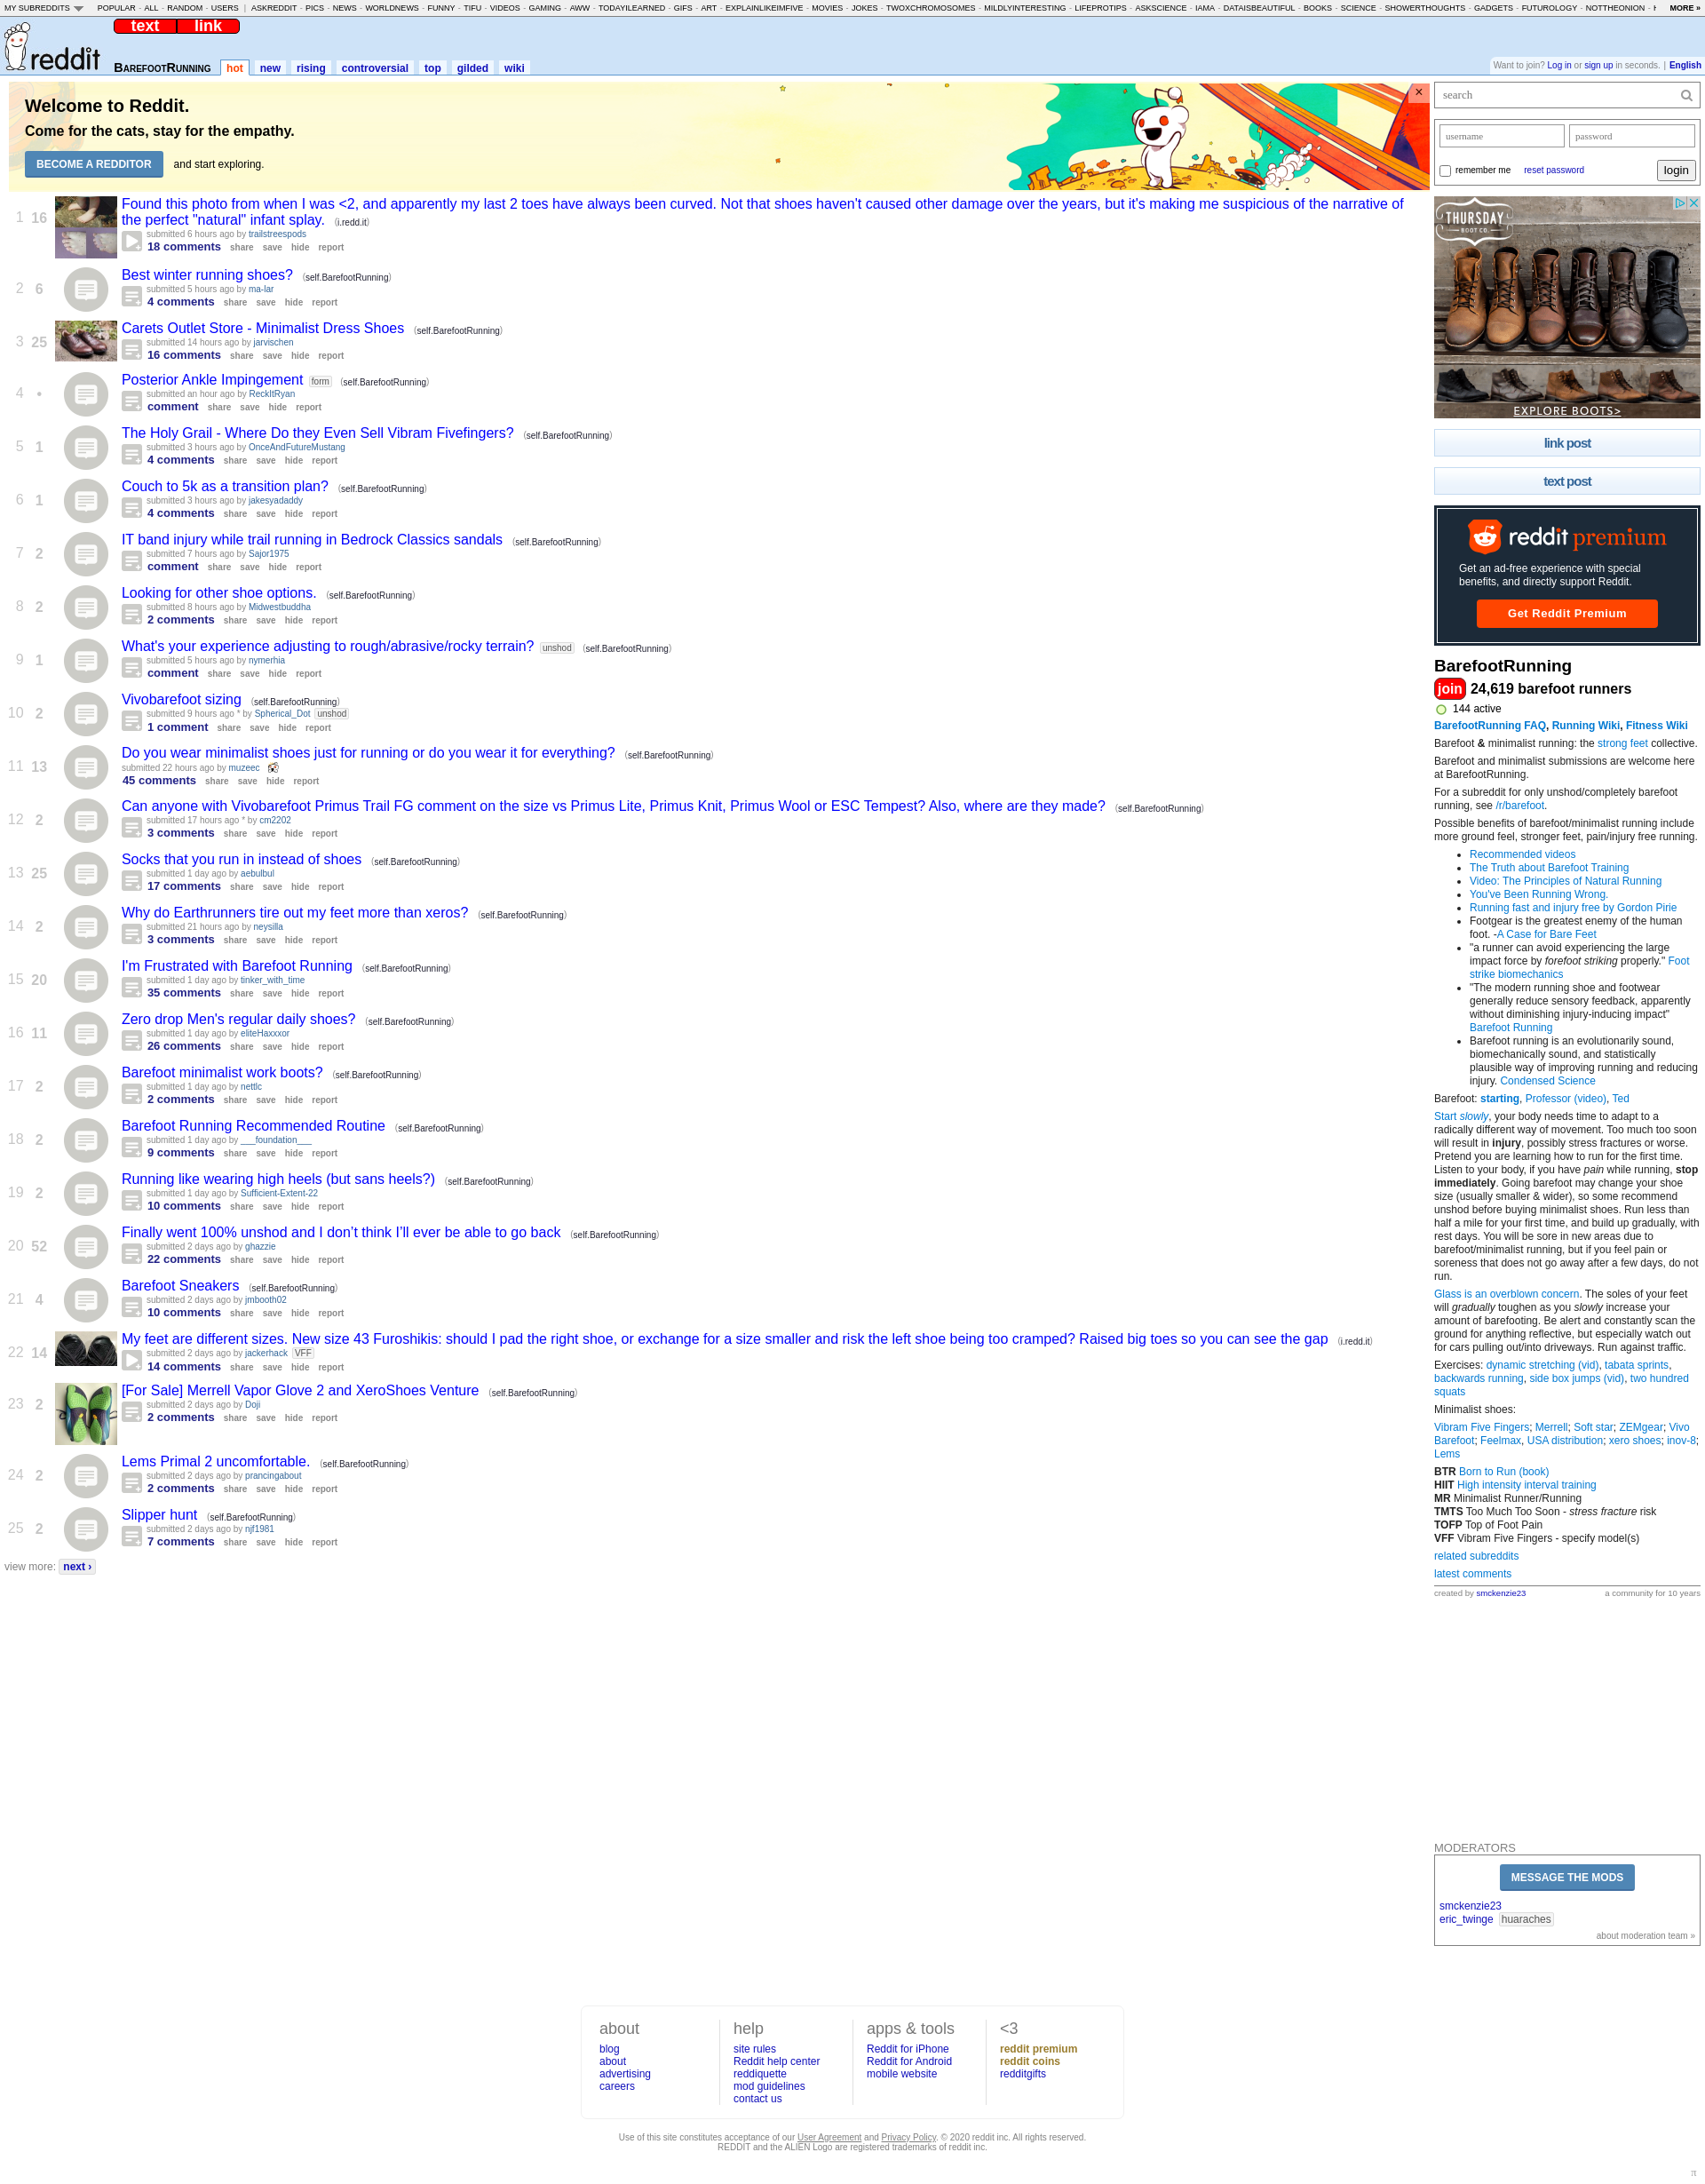 MY SUBREDDITS POPULAR - ALL - RANDOM - USERS | ASKREDDIT - PICS - NEWS - WORLDNEWS - FUNNY - TIFU - VIDEOS - GAMING - AWW - TODAYILEARNED - GIFS - ART - EXPLAINLIKEIMFIVE - MOVIES - JOKES - TWOXCHROMOSOMES - MILDLYINTERESTING - LIFEPROTIPS - ASKSCIENCE - IAMA - DATAISBEAUTIFUL - BOOKS - SCIENCE - SHOWERTHOUGHTS - GADGETS - FUTUROLOGY - NOTTHEONION - MORE »
text link
reddit BarefootRunning hot new rising controversial top gilded wiki
Want to join? Log in or sign up in seconds. | English
Welcome to Reddit.
Come for the cats, stay for the empathy.
BECOME A REDDITOR and start exploring.
1 16 Found this photo from when I was <2, and apparently my last 2 toes have always been curved. Not that shoes haven't caused other damage over the years, but it's making me suspicious of the narrative of
the perfect "natural" infant splay. (i.redd.it)
submitted 6 hours ago by trailstreespods
18 comments share save hide report
2 6 Best winter running shoes? (self.BarefootRunning)
submitted 5 hours ago by ma-lar
4 comments share save hide report
3 25 Carets Outlet Store - Minimalist Dress Shoes (self.BarefootRunning)
submitted 14 hours ago by jarvischen
16 comments share save hide report
4 • Posterior Ankle Impingement form (self.BarefootRunning)
submitted an hour ago by ReckItRyan
comment share save hide report
5 1 The Holy Grail - Where Do they Even Sell Vibram Fivefingers? (self.BarefootRunning)
submitted 3 hours ago by OnceAndFutureMustang
4 comments share save hide report
6 1 Couch to 5k as a transition plan? (self.BarefootRunning)
submitted 3 hours ago by jakesyadaddy
4 comments share save hide report
7 2 IT band injury while trail running in Bedrock Classics sandals (self.BarefootRunning)
submitted 7 hours ago by Sajor1975
comment share save hide report
8 2 Looking for other shoe options. (self.BarefootRunning)
submitted 8 hours ago by Midwestbuddha
2 comments share save hide report
9 1 What's your experience adjusting to rough/abrasive/rocky terrain? unshod (self.BarefootRunning)
submitted 5 hours ago by nymerhia
comment share save hide report
10 2 Vivobarefoot sizing (self.BarefootRunning)
submitted 9 hours ago * by Spherical_Dot unshod
1 comment share save hide report
11 13 Do you wear minimalist shoes just for running or do you wear it for everything? (self.BarefootRunning)
submitted 22 hours ago by muzeec
45 comments share save hide report
12 2 Can anyone with Vivobarefoot Primus Trail FG comment on the size vs Primus Lite, Primus Knit, Primus Wool or ESC Tempest? Also, where are they made? (self.BarefootRunning)
submitted 17 hours ago * by cm2202
3 comments share save hide report
13 25 Socks that you run in instead of shoes (self.BarefootRunning)
submitted 1 day ago by aebulbul
17 comments share save hide report
14 2 Why do Earthrunners tire out my feet more than xeros? (self.BarefootRunning)
submitted 21 hours ago by neysilla
3 comments share save hide report
15 20 I'm Frustrated with Barefoot Running (self.BarefootRunning)
submitted 1 day ago by tinker_with_time
35 comments share save hide report
16 11 Zero drop Men's regular daily shoes? (self.BarefootRunning)
submitted 1 day ago by eliteHaxxxor
26 comments share save hide report
17 2 Barefoot minimalist work boots? (self.BarefootRunning)
submitted 1 day ago by nettlc
2 comments share save hide report
18 2 Barefoot Running Recommended Routine (self.BarefootRunning)
submitted 1 day ago by ___foundation___
9 comments share save hide report
19 2 Running like wearing high heels (but sans heels?) (self.BarefootRunning)
submitted 1 day ago by Sufficient-Extent-22
10 comments share save hide report
20 52 Finally went 100% unshod and I don’t think I’ll ever be able to go back (self.BarefootRunning)
submitted 2 days ago by ghazzie
22 comments share save hide report
21 4 Barefoot Sneakers (self.BarefootRunning)
submitted 2 days ago by jmbooth02
10 comments share save hide report
22 14 My feet are different sizes. New size 43 Furoshikis: should I pad the right shoe, or exchange for a size smaller and risk the left shoe being too cramped? Raised big toes so you can see the gap (i.redd.it)
submitted 2 days ago by jackerhack VFF
14 comments share save hide report
23 2 [For Sale] Merrell Vapor Glove 2 and XeroShoes Venture (self.BarefootRunning)
submitted 2 days ago by Doji
2 comments share save hide report
24 2 Lems Primal 2 uncomfortable. (self.BarefootRunning)
submitted 2 days ago by prancingabout
2 comments share save hide report
25 2 Slipper hunt (self.BarefootRunning)
submitted 2 days ago by njf1981
7 comments share save hide report
view more: next ›
search
username password
remember me reset password login
THURSDAY
BOOT CO.
EXPLORE BOOTS>
link post
text post
reddit premium
Get an ad-free experience with special
benefits, and directly support Reddit.
Get Reddit Premium
BarefootRunning
join 24,619 barefoot runners
144 active
BarefootRunning FAQ, Running Wiki, Fitness Wiki
Barefoot & minimalist running: the strong feet collective.
Barefoot and minimalist submissions are welcome here
at BarefootRunning.
For a subreddit for only unshod/completely barefoot
running, see /r/barefoot.
Possible benefits of barefoot/minimalist running include
more ground feel, stronger feet, pain/injury free running.
• Recommended videos
• The Truth about Barefoot Training
• Video: The Principles of Natural Running
• You've Been Running Wrong.
• Running fast and injury free by Gordon Pirie
• Footgear is the greatest enemy of the human
foot. -A Case for Bare Feet
• "a runner can avoid experiencing the large
impact force by forefoot striking properly." Foot
strike biomechanics
• "The modern running shoe and footwear
generally reduce sensory feedback, apparently
without diminishing injury-inducing impact"
Barefoot Running
• Barefoot running is an evolutionarily sound,
biomechanically sound, and statistically
plausible way of improving running and reducing
injury. Condensed Science
Barefoot: starting, Professor (video), Ted
Start slowly, your body needs time to adapt to a
radically different way of movement. Too much too soon
will result in injury, possibly stress fractures or worse.
Pretend you are learning how to run for the first time.
Listen to your body, if you have pain while running, stop
immediately. Going barefoot may change your shoe
size (usually smaller & wider), so some recommend
unshod before buying minimalist shoes. Run less than
half a mile for your first time, and build up gradually, with
rest days. You will be sore in new areas due to
barefoot/minimalist running, but if you feel pain or
soreness that does not go away after a few days, do not
run.
Glass is an overblown concern. The soles of your feet
will gradually toughen as you slowly increase your
amount of barefooting. Be alert and constantly scan the
ground for anything reflective, but especially watch out
for cars pulling out/into driveways. Run against traffic.
Exercises: dynamic stretching (vid), tabata sprints,
backwards running, side box jumps (vid), two hundred
squats
Minimalist shoes:
Vibram Five Fingers; Merrell; Soft star; ZEMgear; Vivo
Barefoot; Feelmax, USA distribution; xero shoes; inov-8;
Lems
BTR Born to Run (book)
HIIT High intensity interval training
MR Minimalist Runner/Running
TMTS Too Much Too Soon - stress fracture risk
TOFP Top of Foot Pain
VFF Vibram Five Fingers - specify model(s)
related subreddits
latest comments
created by smckenzie23 a community for 10 years
MODERATORS
MESSAGE THE MODS
smckenzie23
eric_twinge huaraches
about moderation team »
about
blog
about
advertising
careers
help
site rules
Reddit help center
reddiquette
mod guidelines
contact us
apps & tools
Reddit for iPhone
Reddit for Android
mobile website
<3
reddit premium
reddit coins
redditgifts
Use of this site constitutes acceptance of our User Agreement and Privacy Policy. © 2020 reddit inc. All rights reserved.
REDDIT and the ALIEN Logo are registered trademarks of reddit inc.
π